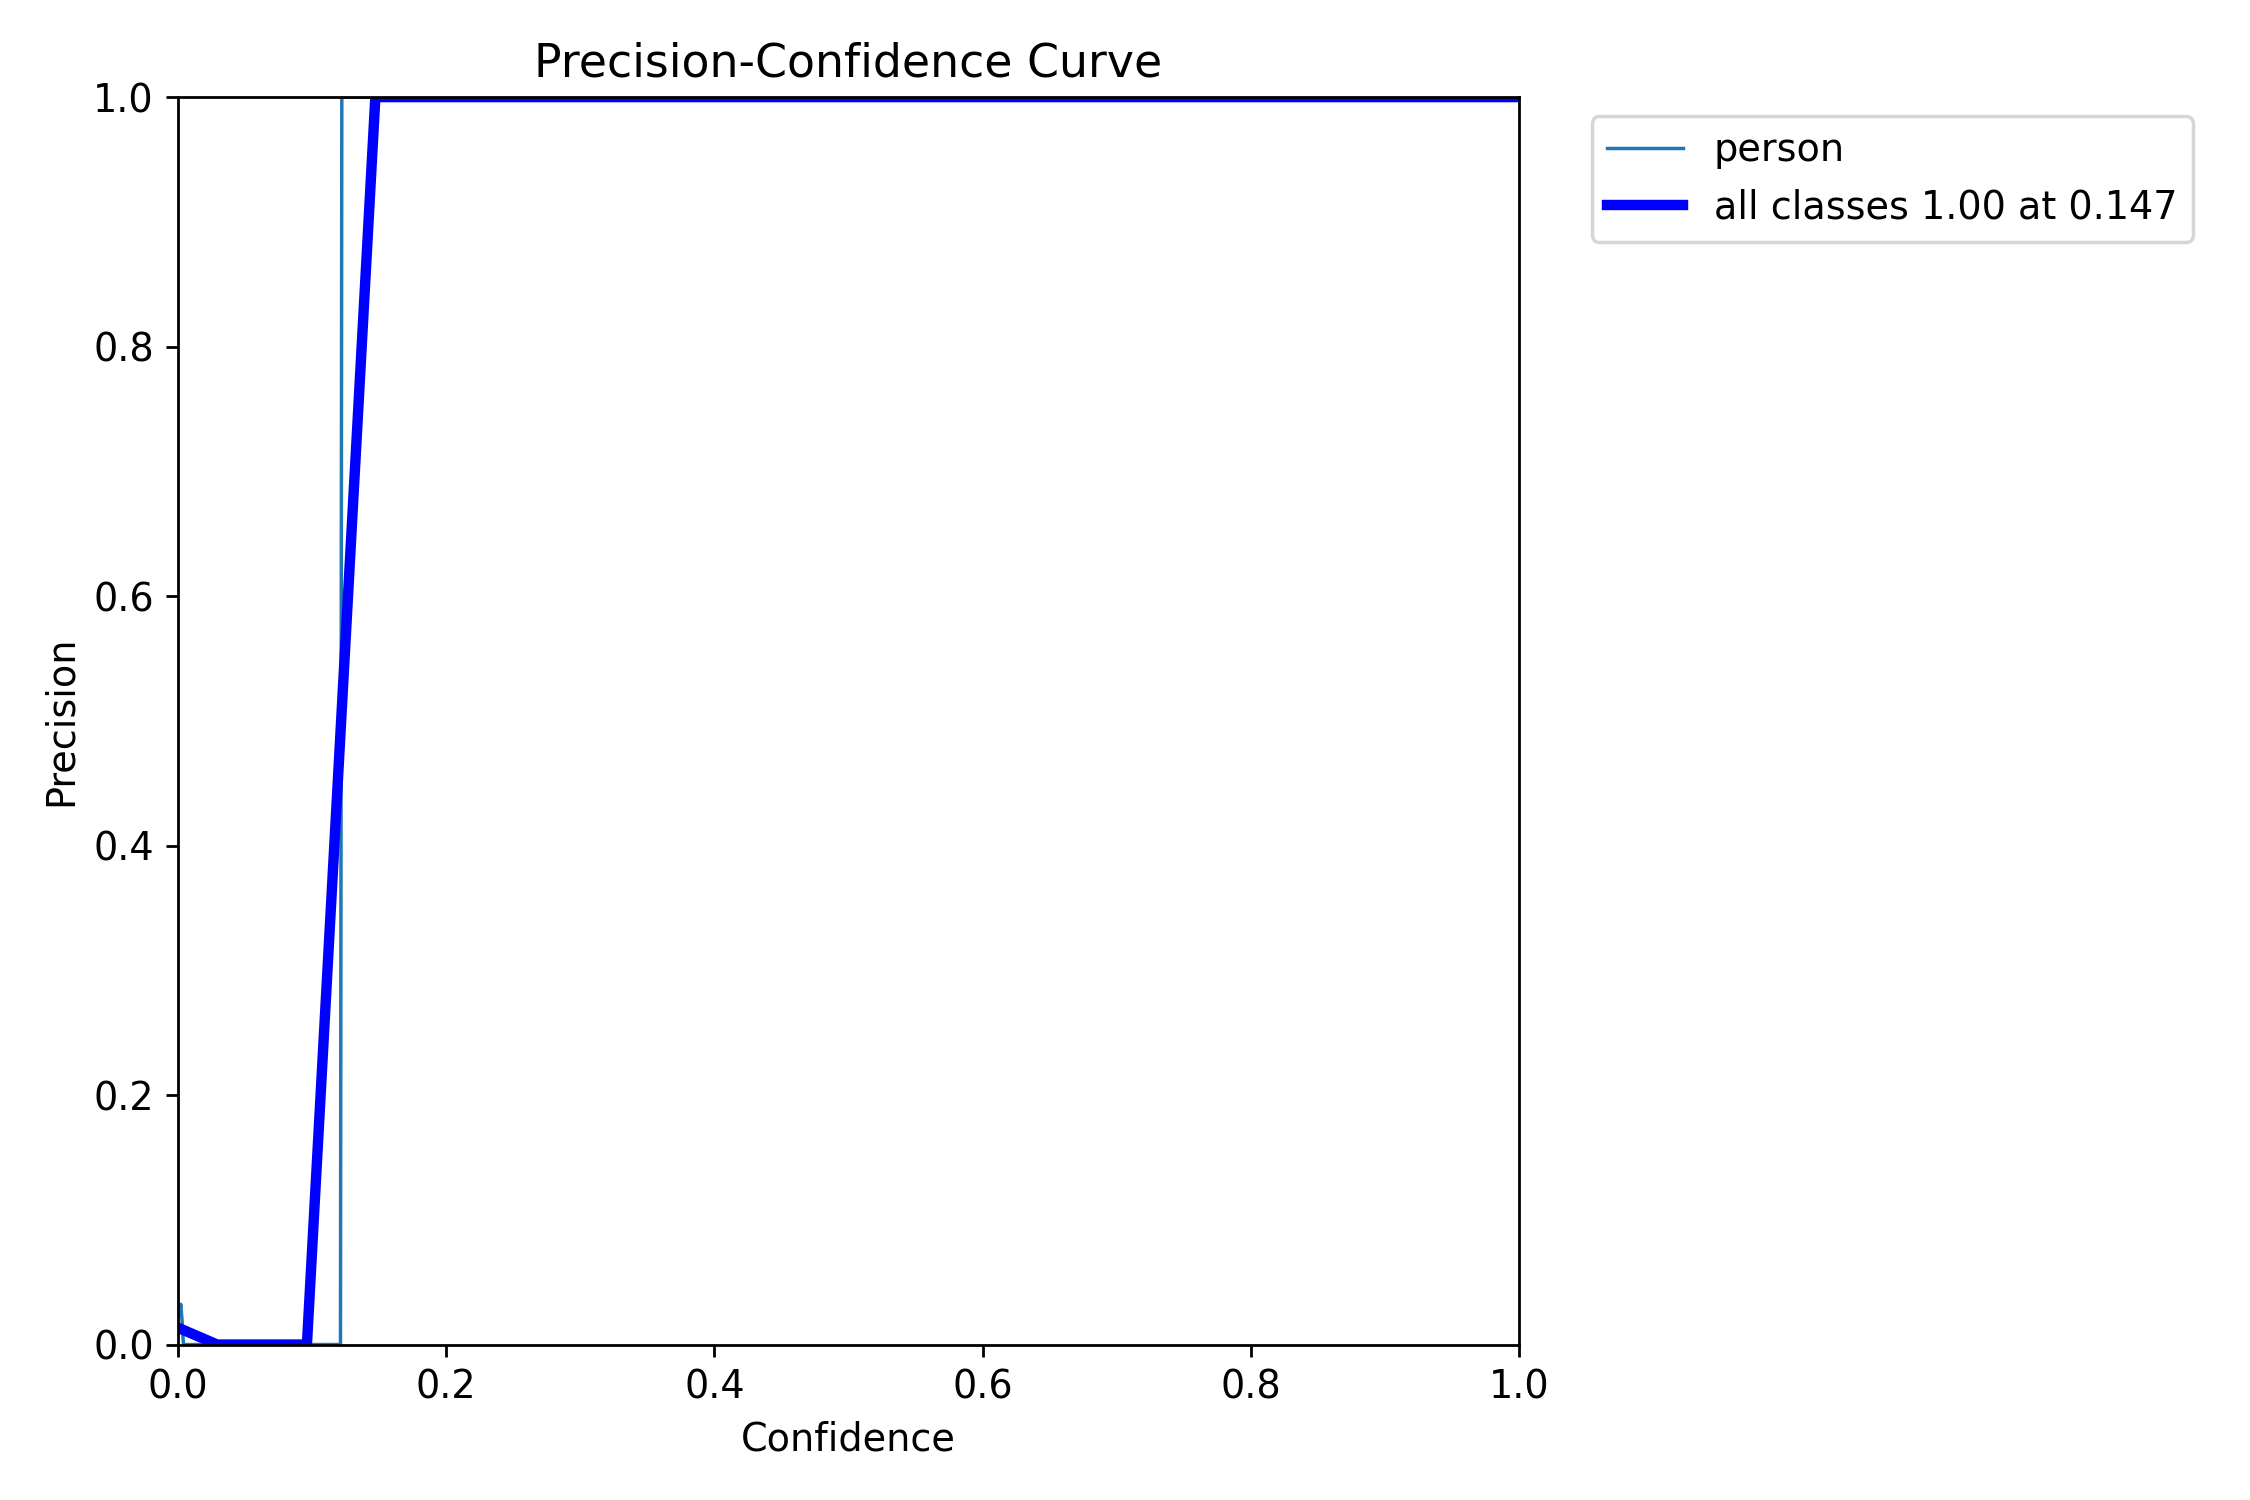 Precision-Confidence Curve
1.0
0.8
0.6
0.4
0.2
0.0
Precision
0.0 0.2 0.4 0.6 0.8 1.0
Confidence
person
all classes 1.00 at 0.147